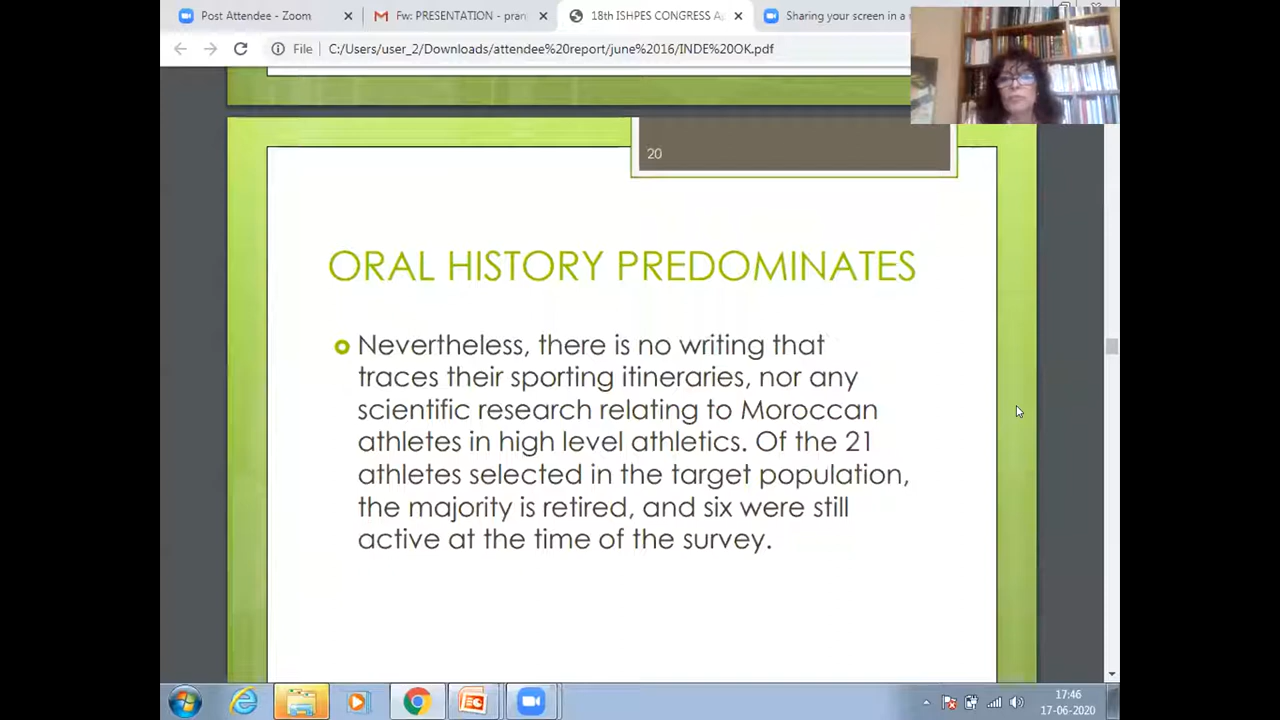 Post Attendee - Zoom
Fw: PRESENTATION - pran
18th ISHPES CONGRESS A
Sharing your screen in a
File
C:/Users/user_2/Downloads/attendee%20report/june%2016/INDE%20OK.pdf
20
ORAL HISTORY PREDOMINATES
Nevertheless, there is no writing that
traces their sporting itineraries, nor any
scientific research relating to Moroccan
athletes in high level athletics. Of the 21
athletes selected in the target population,
the majority is retired, and six were still
active at the time of the survey.
17:46
17-06-2020